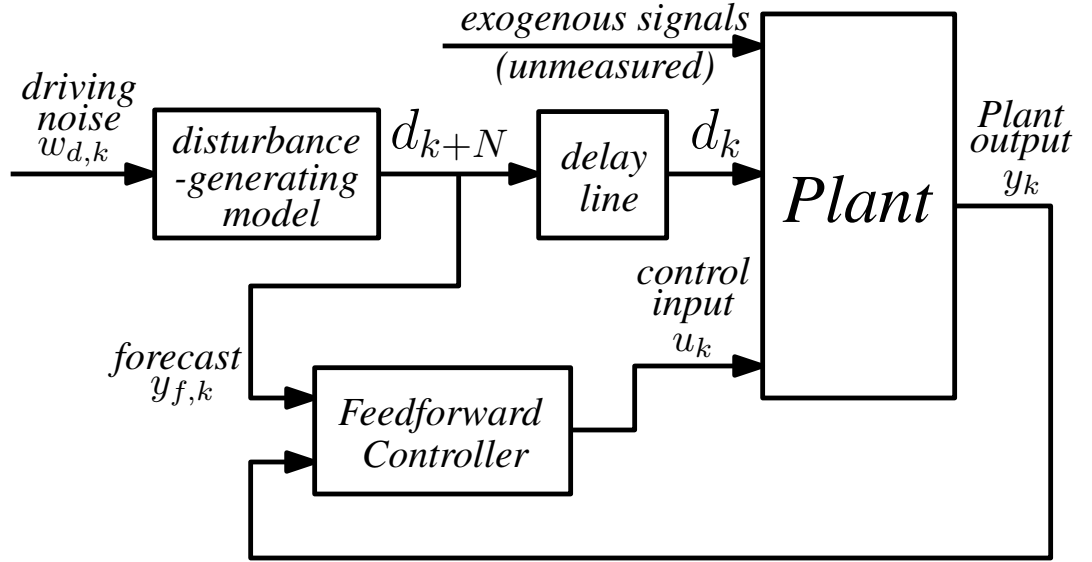 exogenous signals
(unmeasured)
driving
noise
w_{d,k}
disturbance
-generating
model
d_{k+N}
delay
line
d_k
Plant
Plant
output
y_k
control
input
u_k
forecast
y_{f,k}
Feedforward
Controller